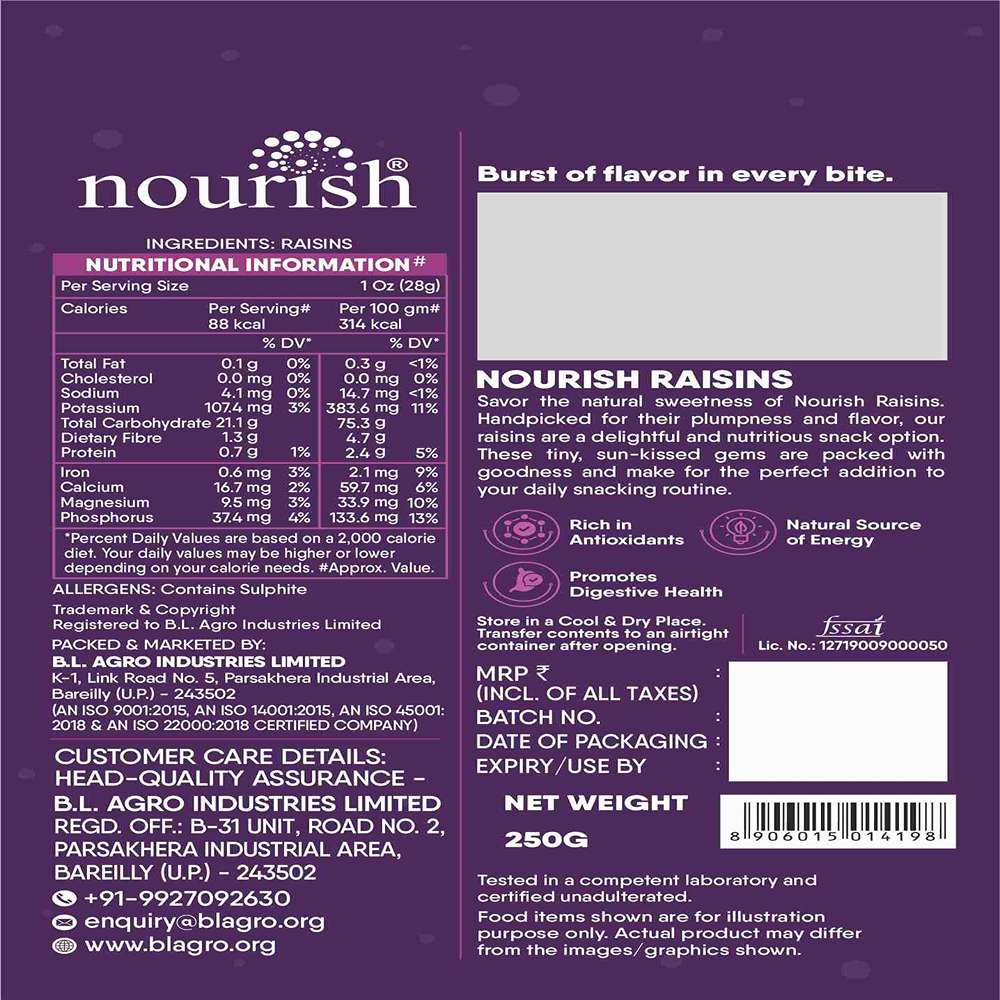 nourish®
INGREDIENTS: RAISINS
NUTRITIONAL INFORMATION#
Per Serving Size 1 Oz (28g)
Calories Per Serving# Per 100 gm#
88 kcal 314 kcal
% DV* % DV*
Total Fat 0.1 g 0% 0.3 g <1%
Cholesterol 0.0 mg 0% 0.0 mg 0%
Sodium 4.1 mg 0% 14.7 mg <1%
Potassium 107.4 mg 3% 383.6 mg 11%
Total Carbohydrate 21.1 g 75.3 g
Dietary Fibre 1.3 g 4.7 g
Protein 0.7 g 1% 2.4 g 5%
Iron 0.6 mg 3% 2.1 mg 9%
Calcium 16.7 mg 2% 59.7 mg 6%
Magnesium 9.5 mg 3% 33.9 mg 10%
Phosphorus 37.4 mg 4% 133.6 mg 13%
*Percent Daily Values are based on a 2,000 calorie
diet. Your daily values may be higher or lower
depending on your calorie needs. #Approx. Value.
ALLERGENS: Contains Sulphite
Trademark & Copyright
Registered to B.L. Agro Industries Limited
PACKED & MARKETED BY:
B.L. AGRO INDUSTRIES LIMITED
K-1, Link Road No. 5, Parsakhera Industrial Area,
Bareilly (U.P.) - 243502
(AN ISO 9001:2015, AN ISO 14001:2015, AN ISO 45001:
2018 & AN ISO 22000:2018 CERTIFIED COMPANY)
CUSTOMER CARE DETAILS:
HEAD-QUALITY ASSURANCE -
B.L. AGRO INDUSTRIES LIMITED
REGD. OFF.: B-31 UNIT, ROAD NO. 2,
PARSAKHERA INDUSTRIAL AREA,
BAREILLY (U.P.) - 243502
+91-9927092630
enquiry@blagro.org
www.blagro.org
Burst of flavor in every bite.
NOURISH RAISINS
Savor the natural sweetness of Nourish Raisins.
Handpicked for their plumpness and flavor, our
raisins are a delightful and nutritious snack option.
These tiny, sun-kissed gems are packed with
goodness and make for the perfect addition to
your daily snacking routine.
Rich in
Antioxidants
Natural Source
of Energy
Promotes
Digestive Health
Store in a Cool & Dry Place.
Transfer contents to an airtight
container after opening.
fssai
Lic. No.: 12719009000050
MRP ₹ :
(INCL. OF ALL TAXES)
BATCH NO. :
DATE OF PACKAGING :
EXPIRY/USE BY :
NET WEIGHT
250G
8 906015 014198
Tested in a competent laboratory and
certified unadulterated.
Food items shown are for illustration
purpose only. Actual product may differ
from the images/graphics shown.